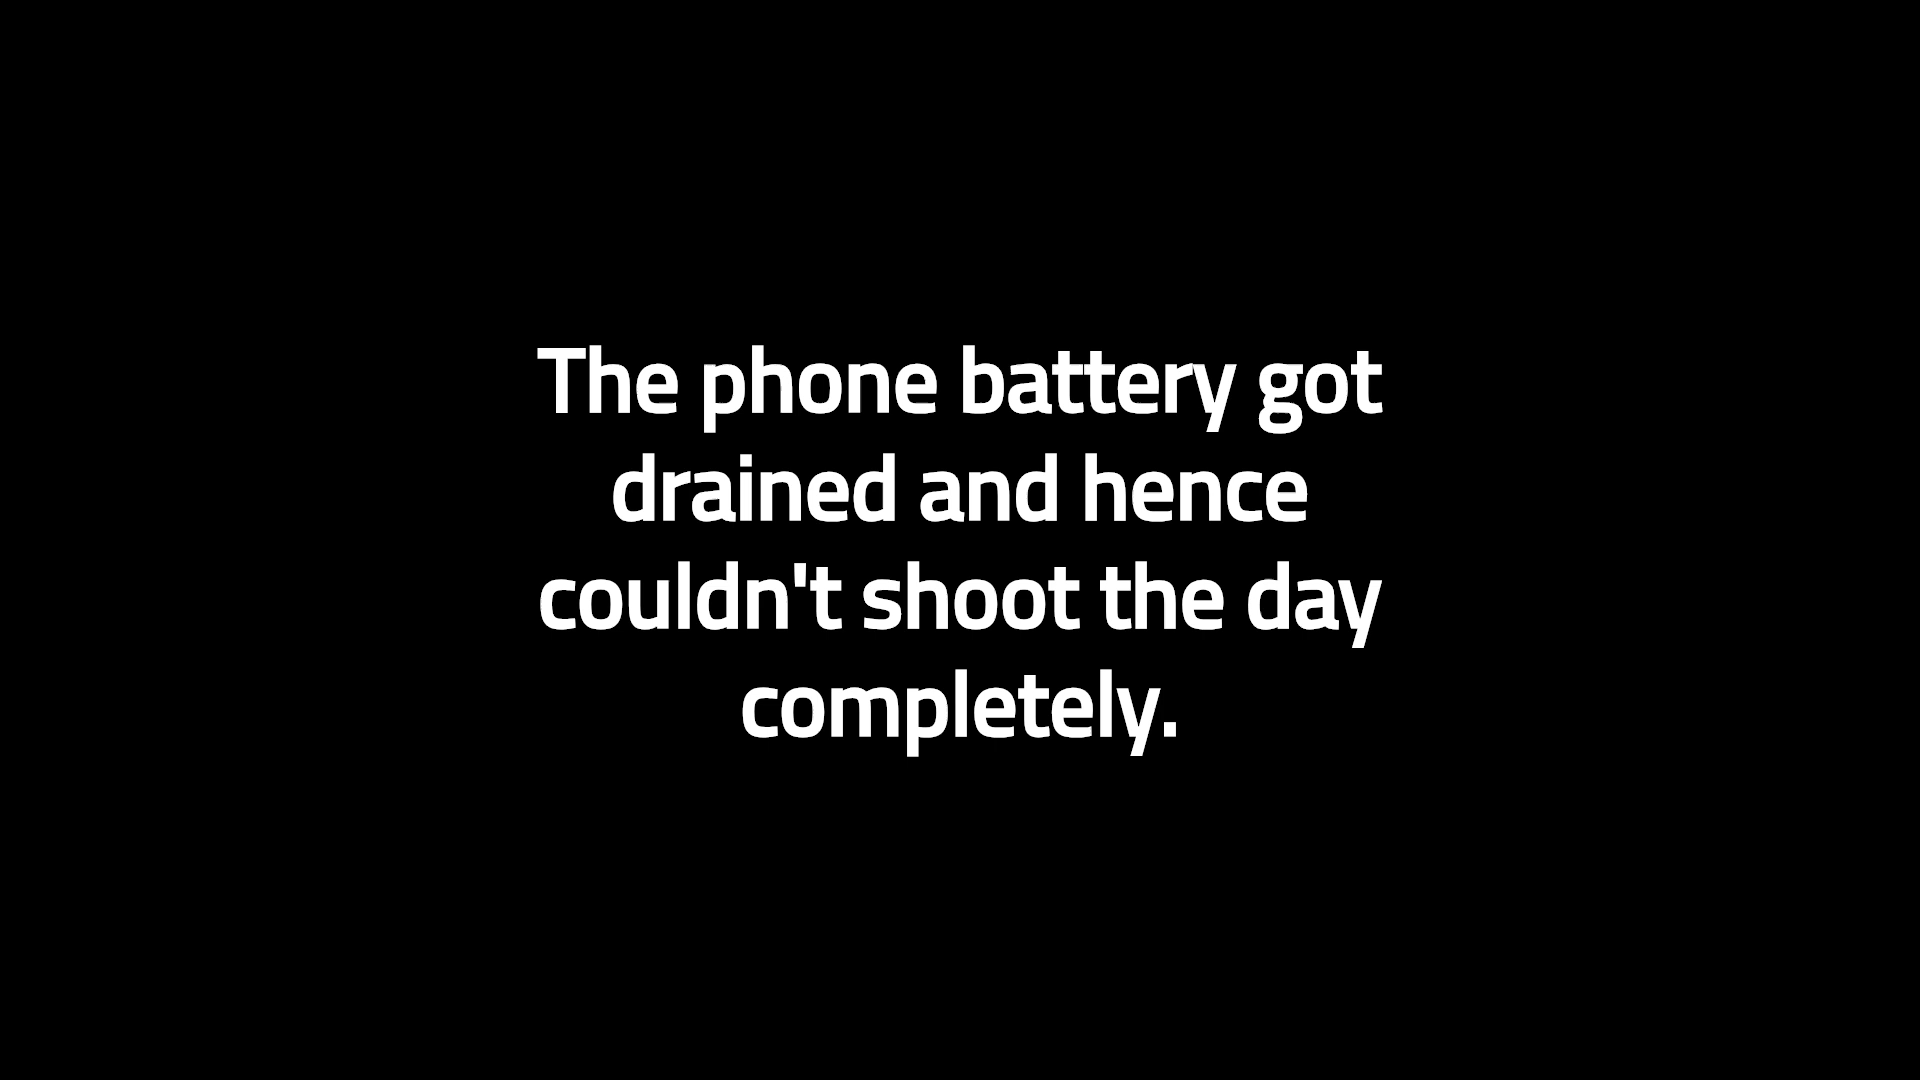 The phone battery got
drained and hence
couldn't shoot the day
completely.